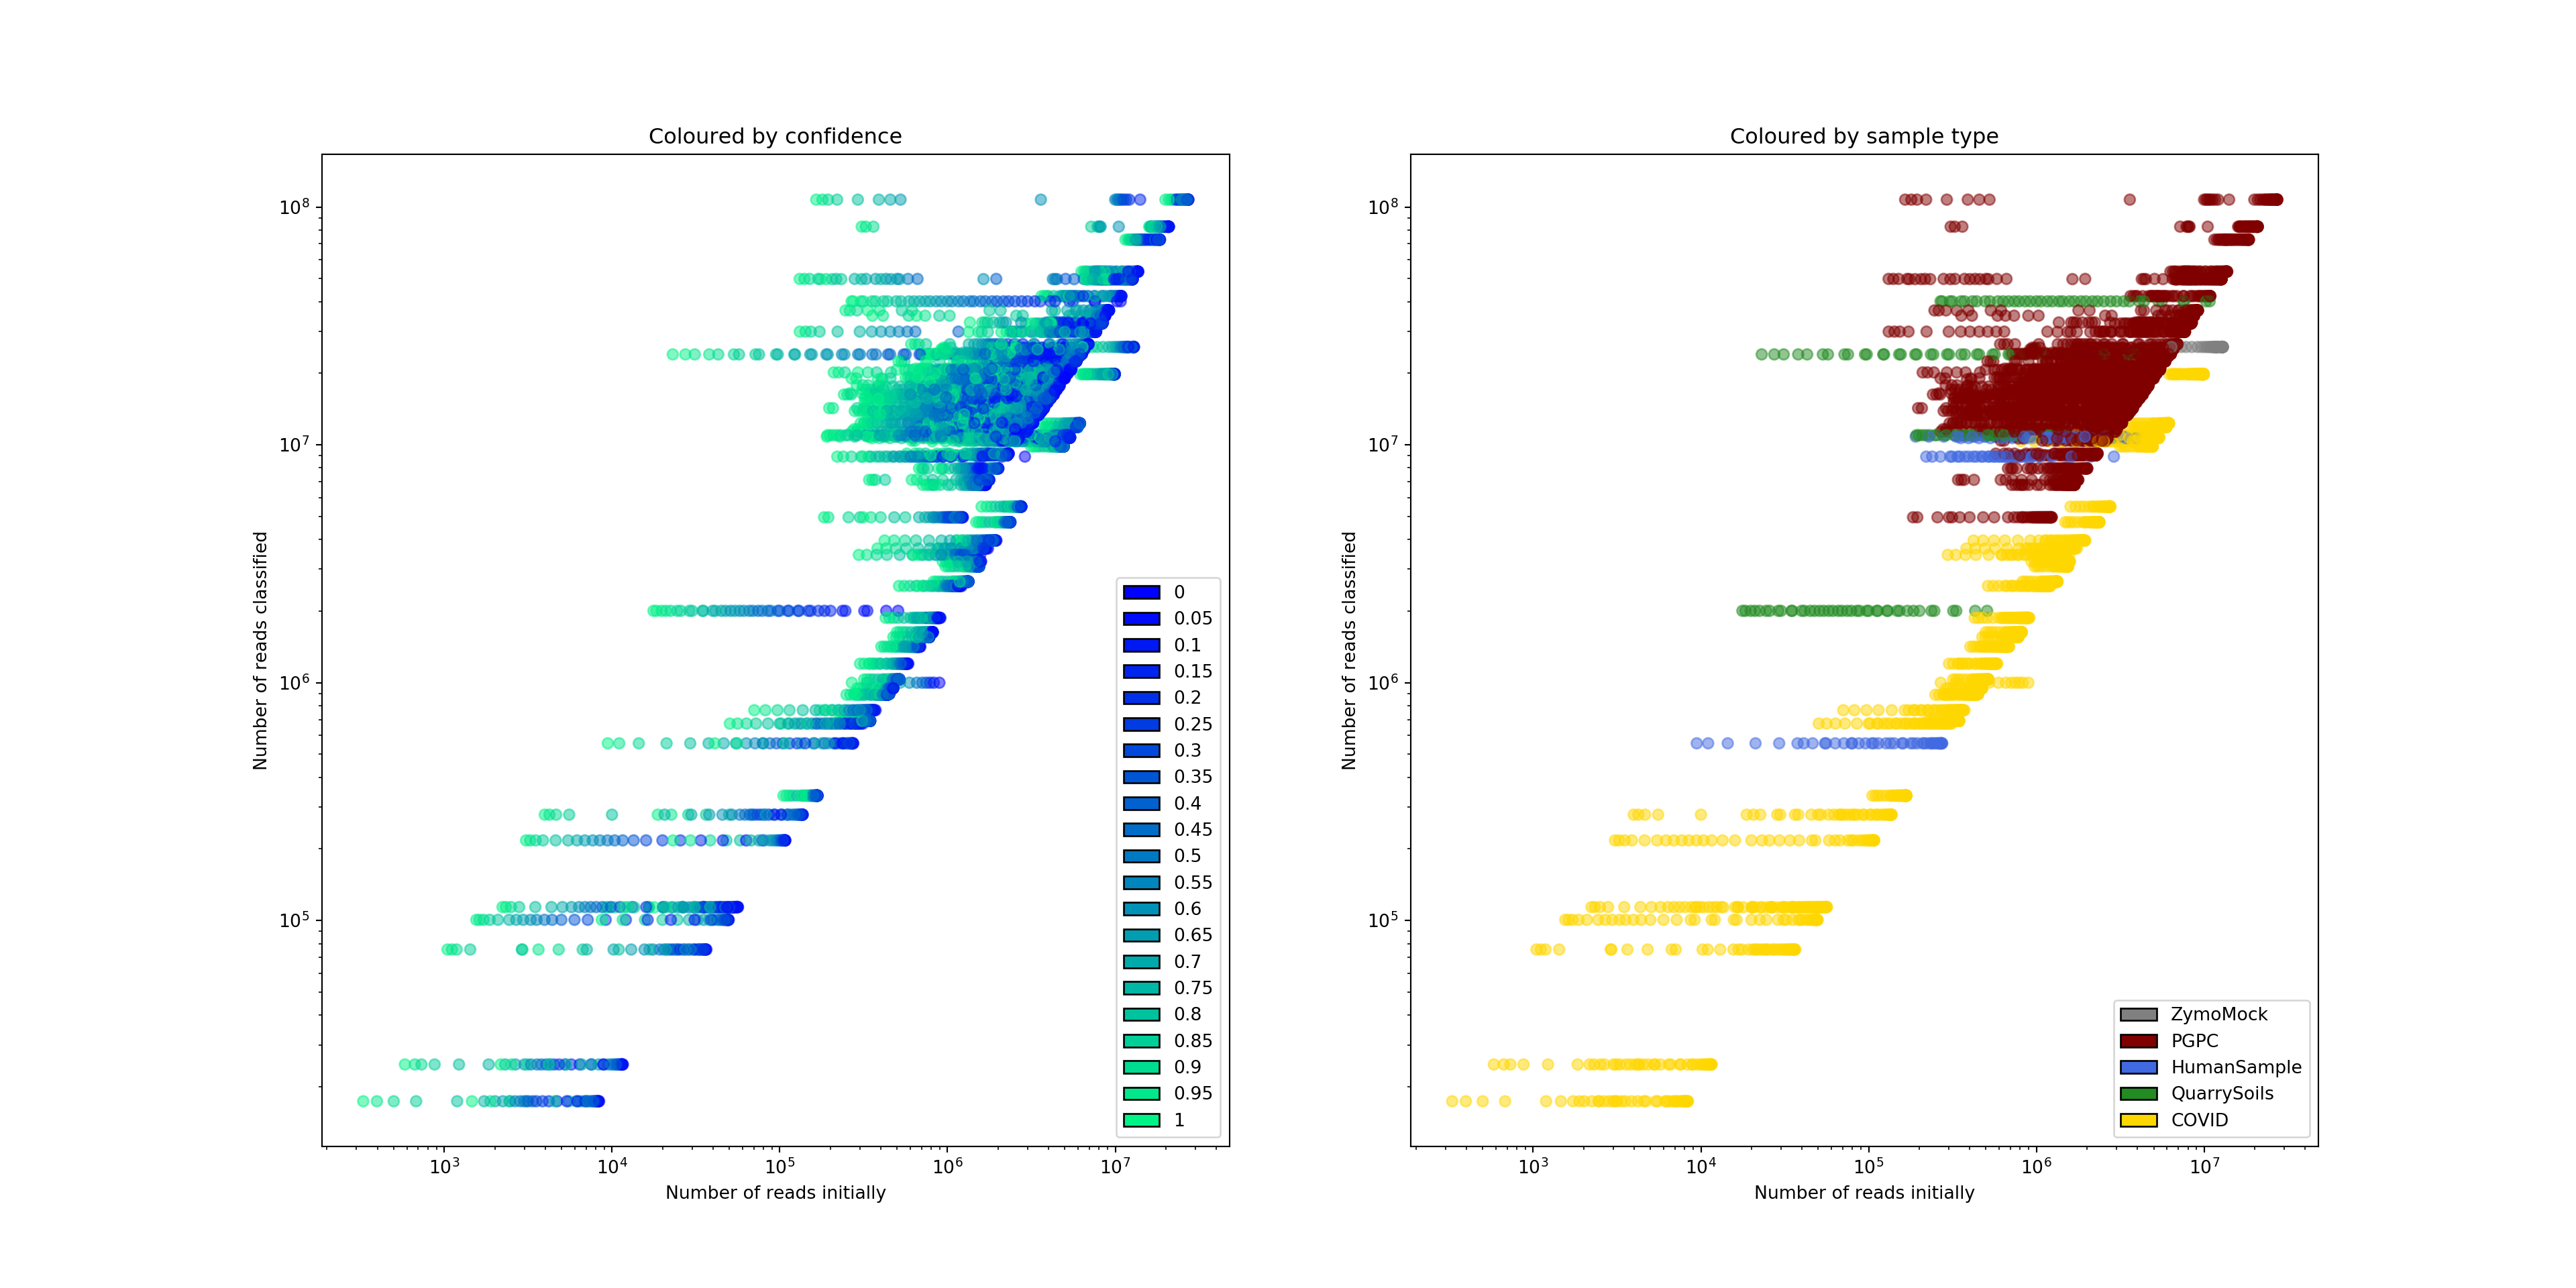 Coloured by confidence
Number of reads classified
10⁸
10⁷
10⁶
10⁵
10³ 10⁴ 10⁵ 10⁶ 10⁷
Number of reads initially
0
0.05
0.1
0.15
0.2
0.25
0.3
0.35
0.4
0.45
0.5
0.55
0.6
0.65
0.7
0.75
0.8
0.85
0.9
0.95
1
Coloured by sample type
Number of reads classified
10⁸
10⁷
10⁶
10⁵
10³ 10⁴ 10⁵ 10⁶ 10⁷
Number of reads initially
ZymoMock
PGPC
HumanSample
QuarrySoils
COVID